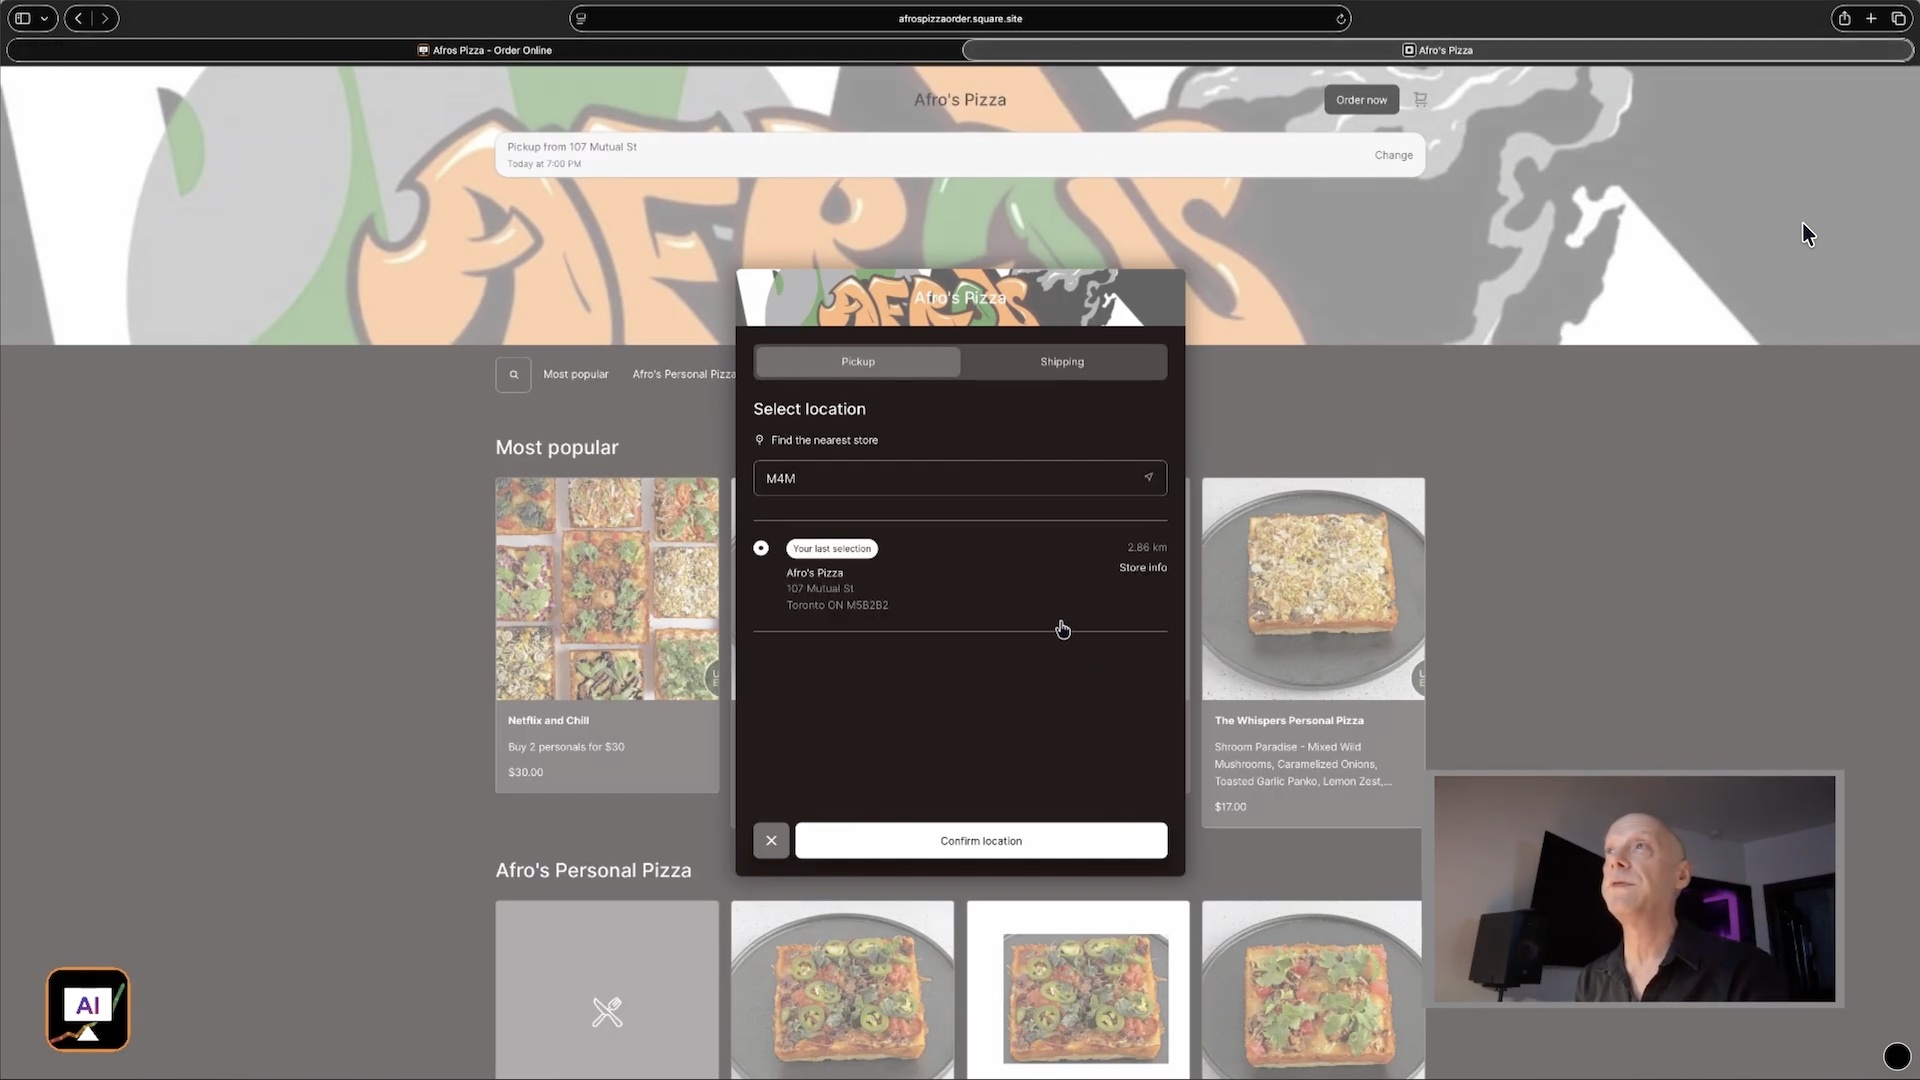 afrospizzaorder.square.site
Afros Pizza - Order Online
Afro's Pizza
Afro's Pizza
Order now
Pickup from 107 Mutual St
Today at 7:00 PM
Change
AFROS
AFROS
Afro's Pizza
Pickup
Shipping
Select location
Find the nearest store
M4M
Your last selection
2.86 km
Store info
Afro's Pizza
107 Mutual St
Toronto ON M5B2B2
Confirm location
Most popular
Afro's Personal Pizza
Most popular
Netflix and Chill
Buy 2 personals for $30
$30.00
The Whispers Personal Pizza
Shroom Paradise - Mixed Wild
Mushrooms, Caramelized Onions,
Toasted Garlic Panko, Lemon Zest,...
$17.00
Afro's Personal Pizza
AI